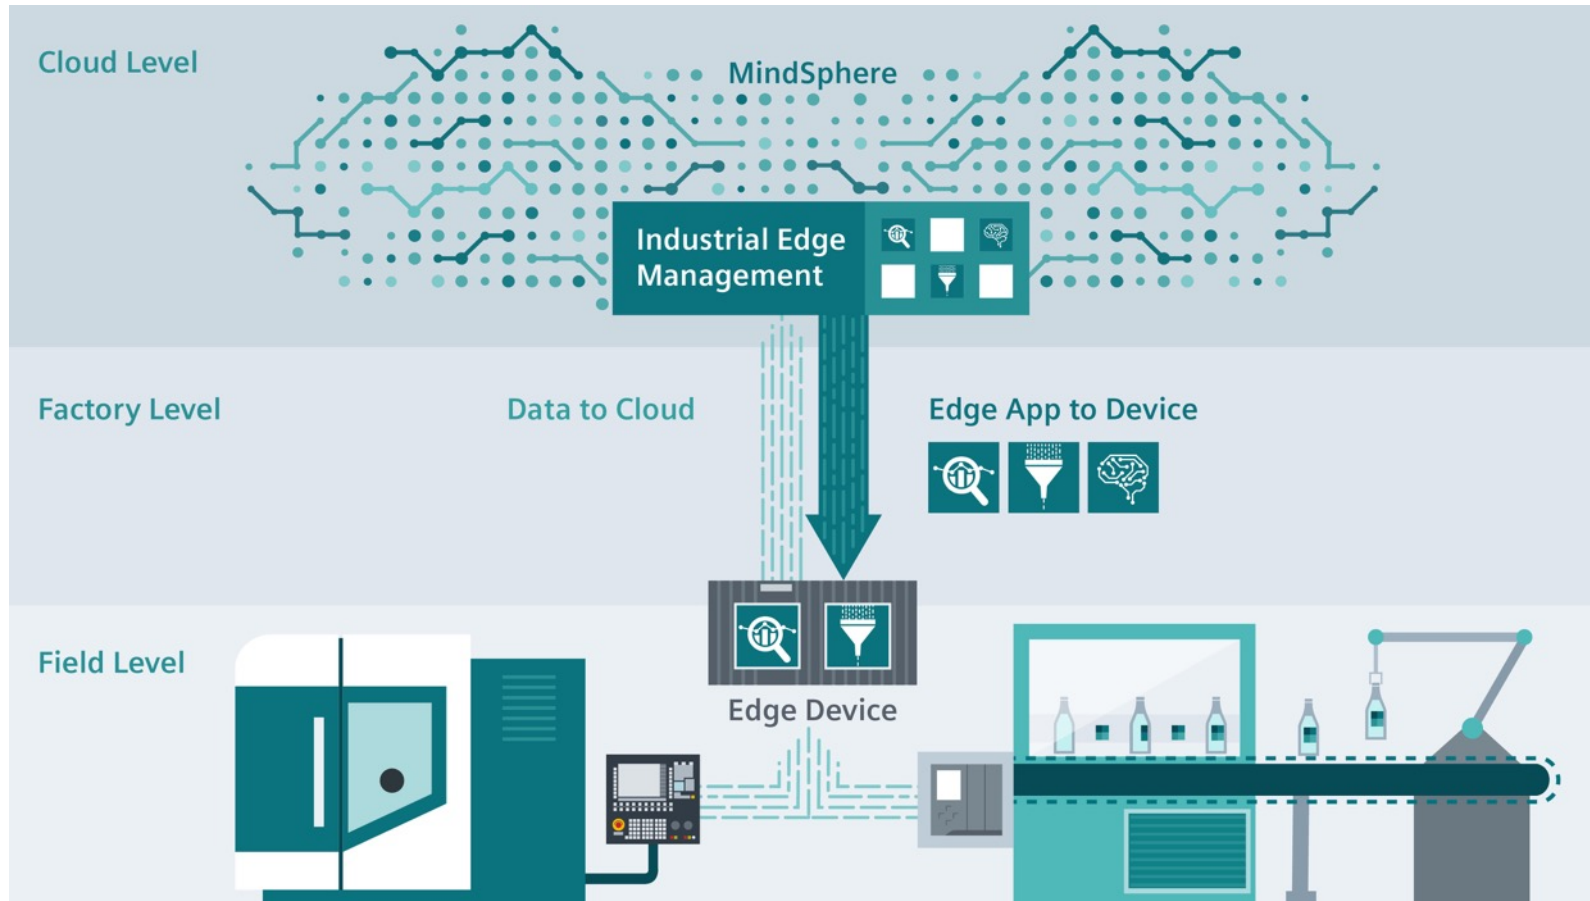 Cloud Level
MindSphere
Industrial Edge
Management
Factory Level
Data to Cloud
Edge App to Device
Field Level
Edge Device